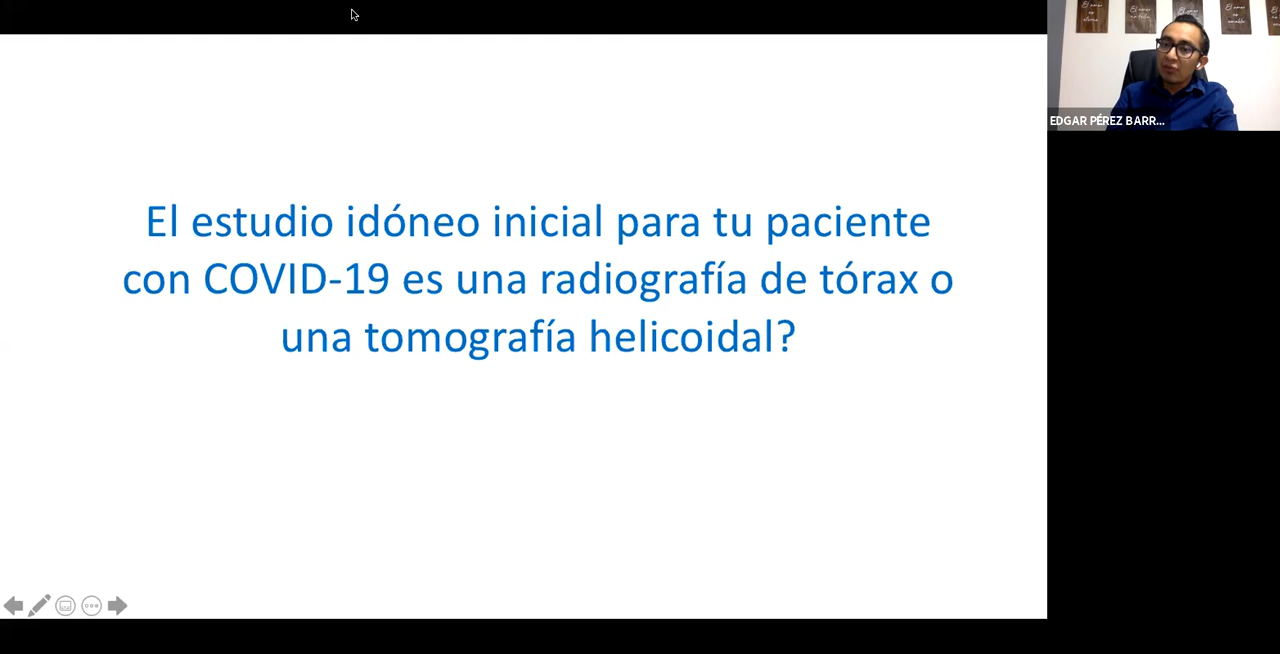 El estudio idóneo inicial para tu paciente
con COVID-19 es una radiografía de tórax o
una tomografía helicoidal?
EDGAR PÉREZ BARR...